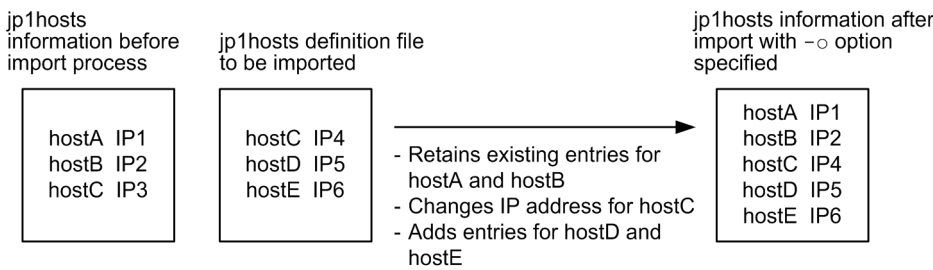 jp1hosts
information before
import process
jp1hosts definition file
to be imported
jp1hosts information after
import with -o option
specified
hostA IP1
hostB IP2
hostC IP3
hostC IP4
hostD IP5
hostE IP6
- Retains existing entries for
hostA and hostB
- Changes IP address for hostC
- Adds entries for hostD and
hostE
hostA IP1
hostB IP2
hostC IP4
hostD IP5
hostE IP6